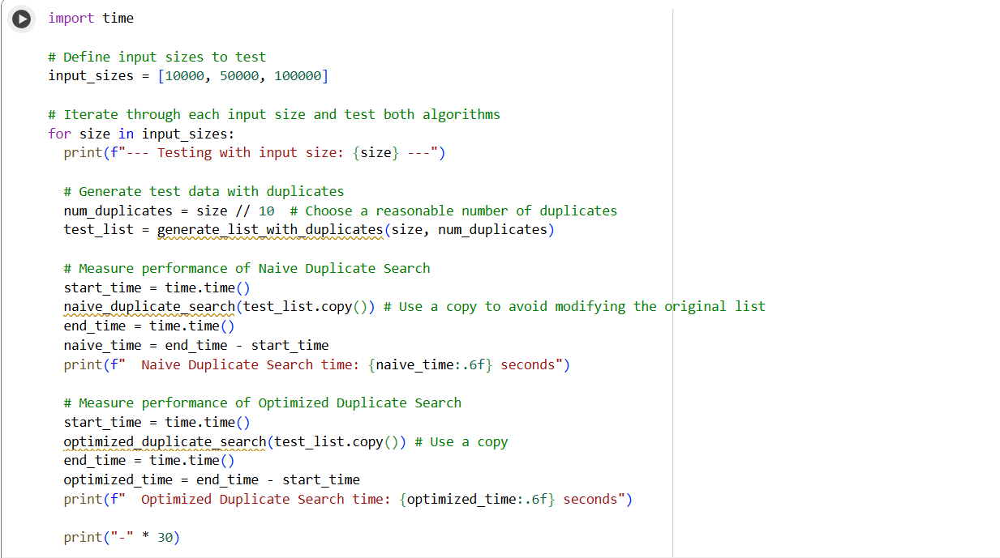 import time
# Define input sizes to test
input_sizes = [10000, 50000, 100000]
# Iterate through each input size and test both algorithms
for size in input_sizes:
  print(f"--- Testing with input size: {size} ---")
  # Generate test data with duplicates
  num_duplicates = size // 10  # Choose a reasonable number of duplicates
  test_list = generate_list_with_duplicates(size, num_duplicates)
  # Measure performance of Naive Duplicate Search
  start_time = time.time()
  naive_duplicate_search(test_list.copy()) # Use a copy to avoid modifying the original list
  end_time = time.time()
  naive_time = end_time - start_time
  print(f"  Naive Duplicate Search time: {naive_time:.6f} seconds")
  # Measure performance of Optimized Duplicate Search
  start_time = time.time()
  optimized_duplicate_search(test_list.copy()) # Use a copy
  end_time = time.time()
  optimized_time = end_time - start_time
  print(f"  Optimized Duplicate Search time: {optimized_time:.6f} seconds")
  print("-" * 30)